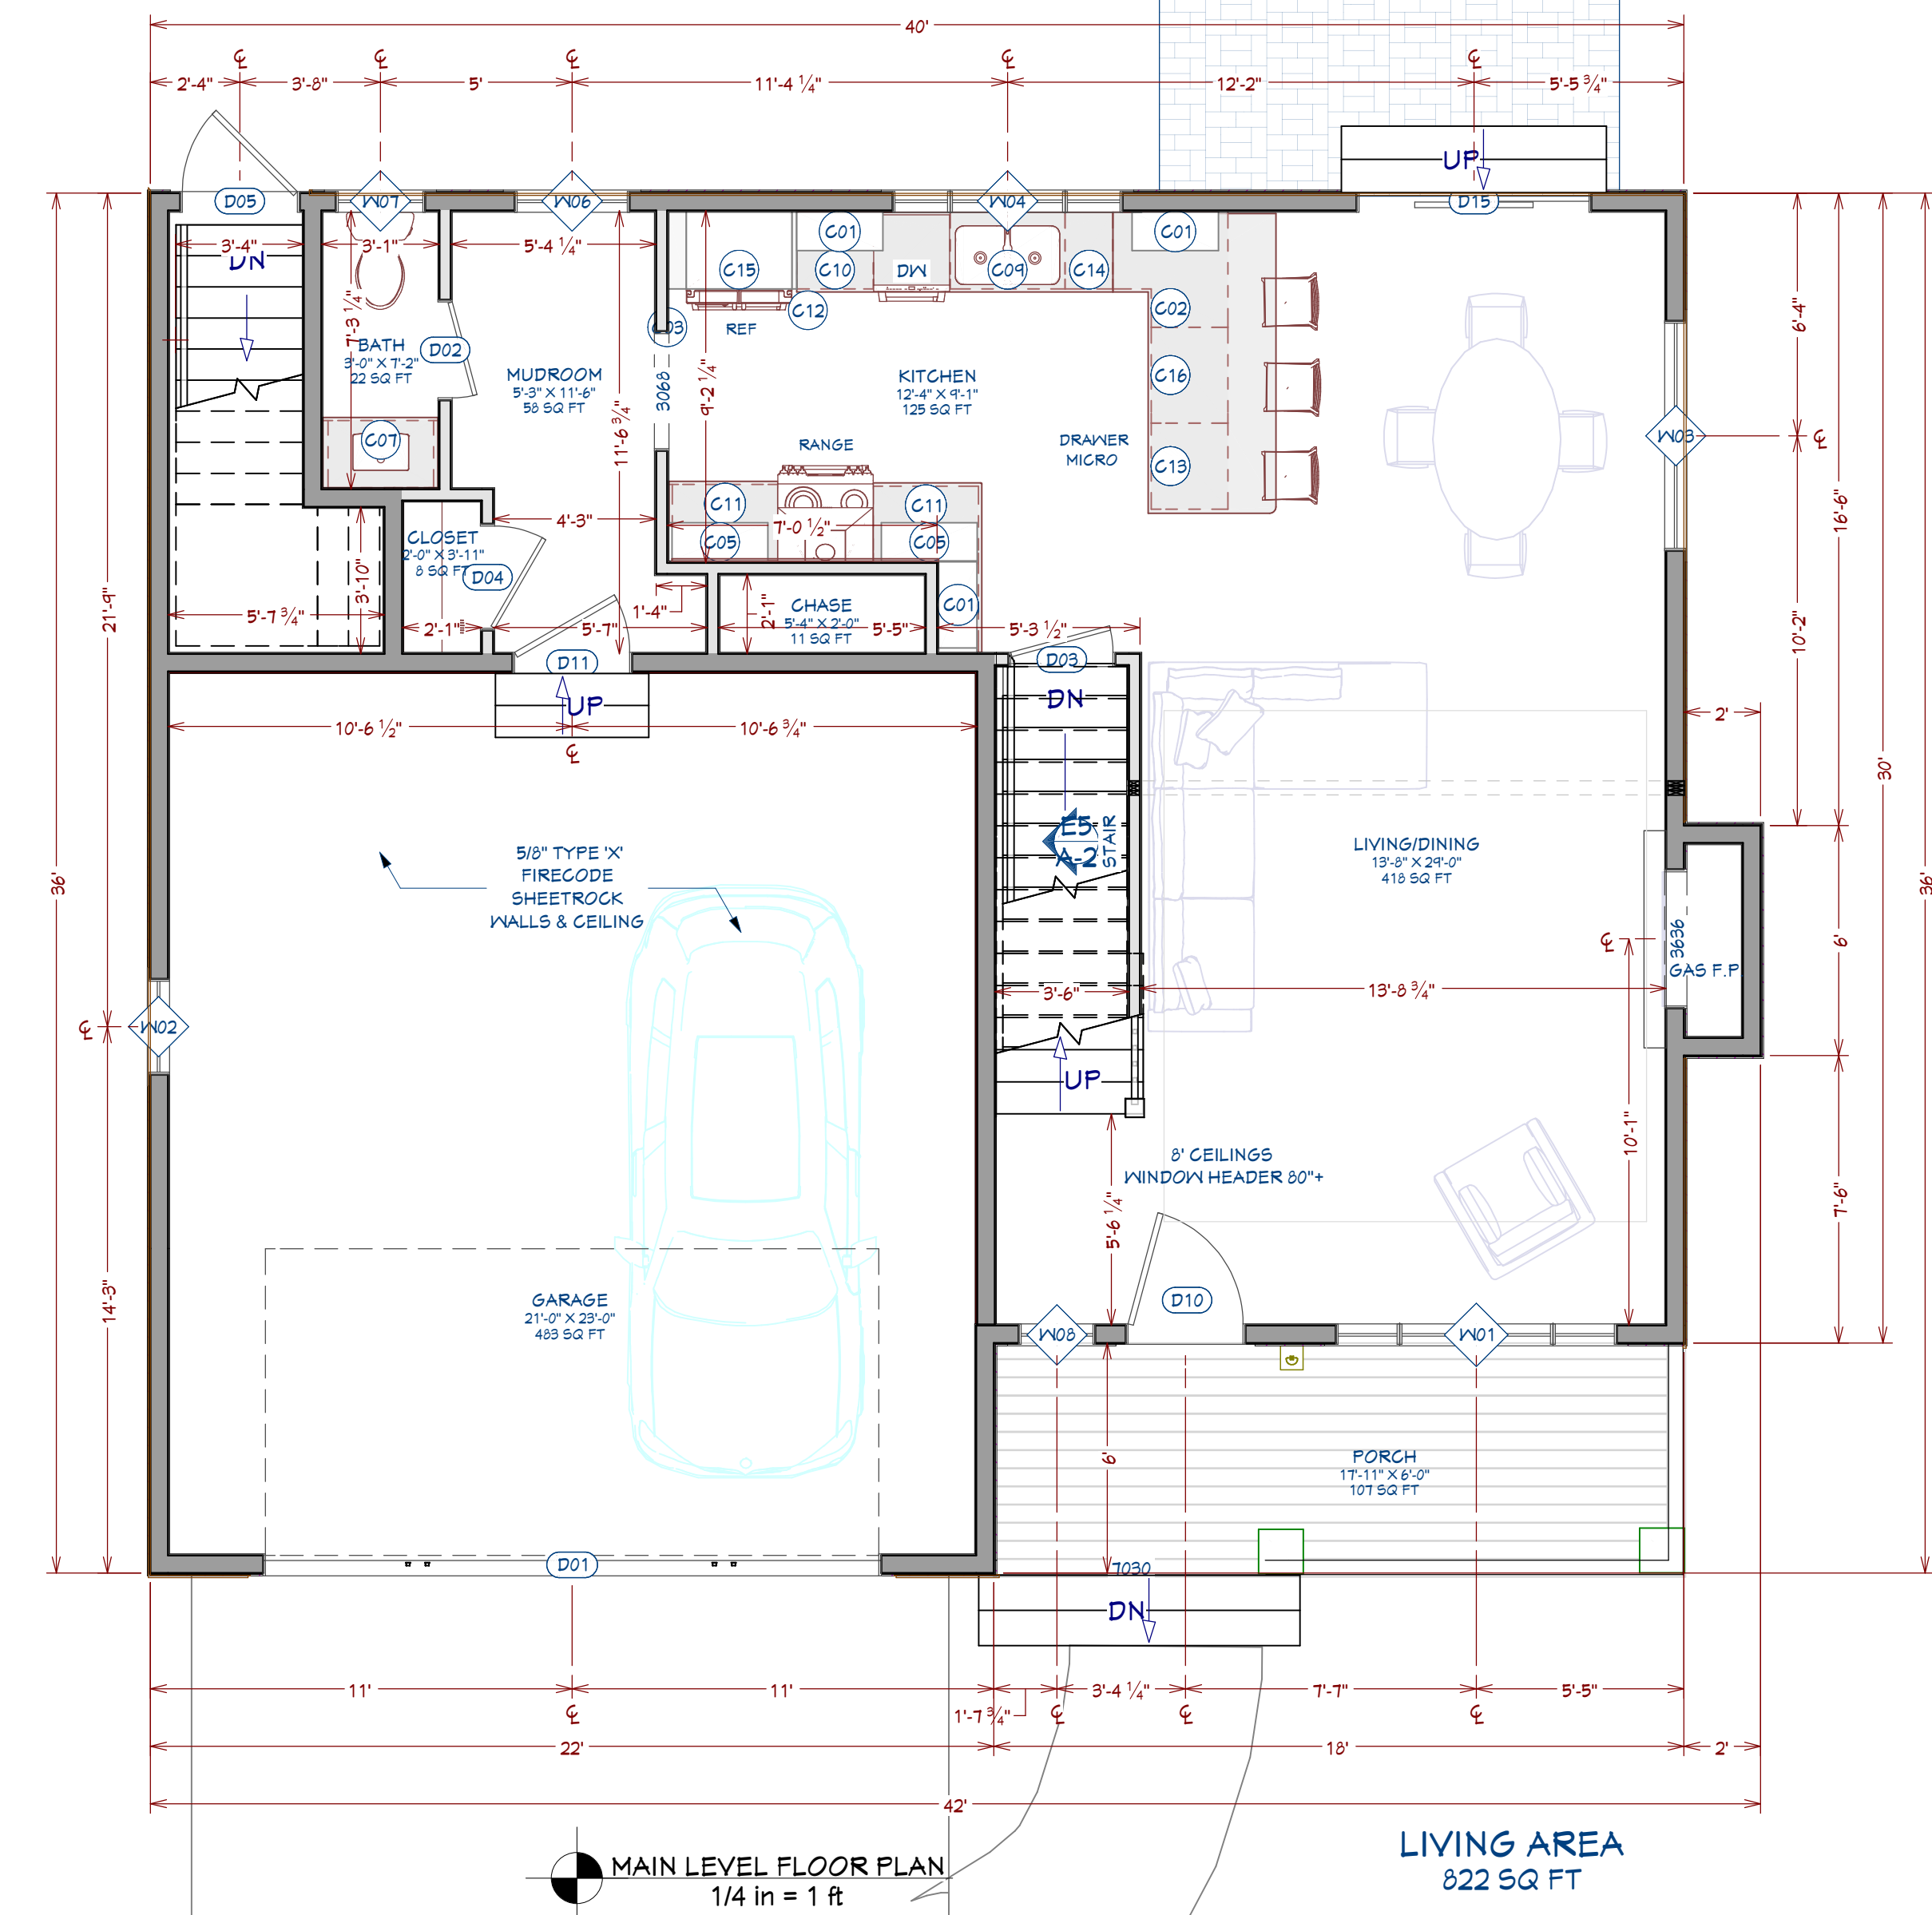 40'
2'-4"
3'-8"
5'
11'-4 1/4"
12'-2"
5'-5 3/4"
UP
D05
W07
W06
W04
D15
3'-4"
DN
3'-1"
5'-4 1/4"
C01
C01
C15
C10
DW
C09
C14
C12
C02
REF
C03
7'-3 1/4"
BATH
3'-0" X 7'-2"
22 SQ FT
D02
MUDROOM
5'-3" X 11'-6"
58 SQ FT
3068
9'-2 1/4"
11'-6 3/4"
KITCHEN
12'-4" X 9'-1"
125 SQ FT
C16
6'-4"
16'-6"
W03
C07
RANGE
DRAWER
MICRO
C13
C11
C11
4'-3"
7'-0 1/2"
C05
C05
CLOSET
2'-0" X 3'-11"
8 SQ FT
D04
3'-10"
1'-4"
2'-1"
CHASE
5'-4" X 2'-0"
11 SQ FT
5'-5"
C01
5'-7 3/4"
2'-1"
5'-7"
5'-3 1/2"
21'-9"
10'-2"
D11
D03
UP
DN
10'-6 1/2"
10'-6 3/4"
2'
30'
36'
36'
E5
A-2
STAIR
5/8" TYPE 'X'
FIRECODE
SHEETROCK
WALLS & CEILING
LIVING/DINING
13'-8" X 29'-0"
418 SQ FT
3636
GAS F.P
6'
3'-6"
13'-8 3/4"
W02
UP
10'-1"
8' CEILINGS
WINDOW HEADER 80"+
5'-6 1/4"
7'-6"
14'-3"
GARAGE
21'-0" X 23'-0"
483 SQ FT
D10
W08
W01
6'
PORCH
17'-11" X 6'-0"
107 SQ FT
D01
7030
DN
11'
11'
1'-7 3/4"
3'-4 1/4"
7'-7"
5'-5"
22'
18'
2'
42'
MAIN LEVEL FLOOR PLAN
1/4 in = 1 ft
LIVING AREA
822 SQ FT